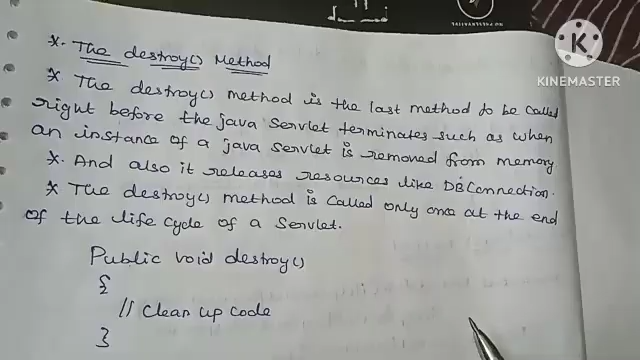 KINEMASTER
*. The destroy() Method
* The destroy() method is the last method to be called
right before the java servlet terminates such as when
an instance of a java servlet is removed from memory.
*. And also it releases resources like DB Connection.
* The destroy() method is called only once at the end
of the life cycle of a Servlet.
Public void destroy()
{
// Clean up code
}